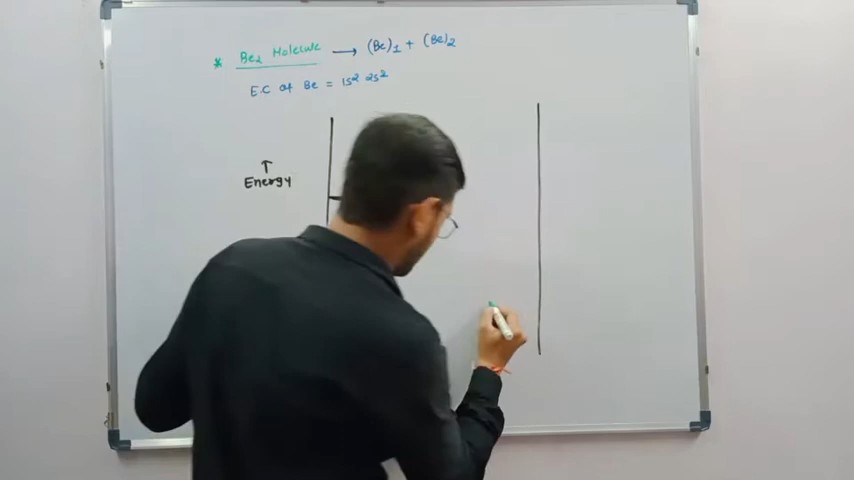 * Be2 Molecule → (Be)1 + (Be)2
E.C of Be = 1s² 2s²
↑
Energy